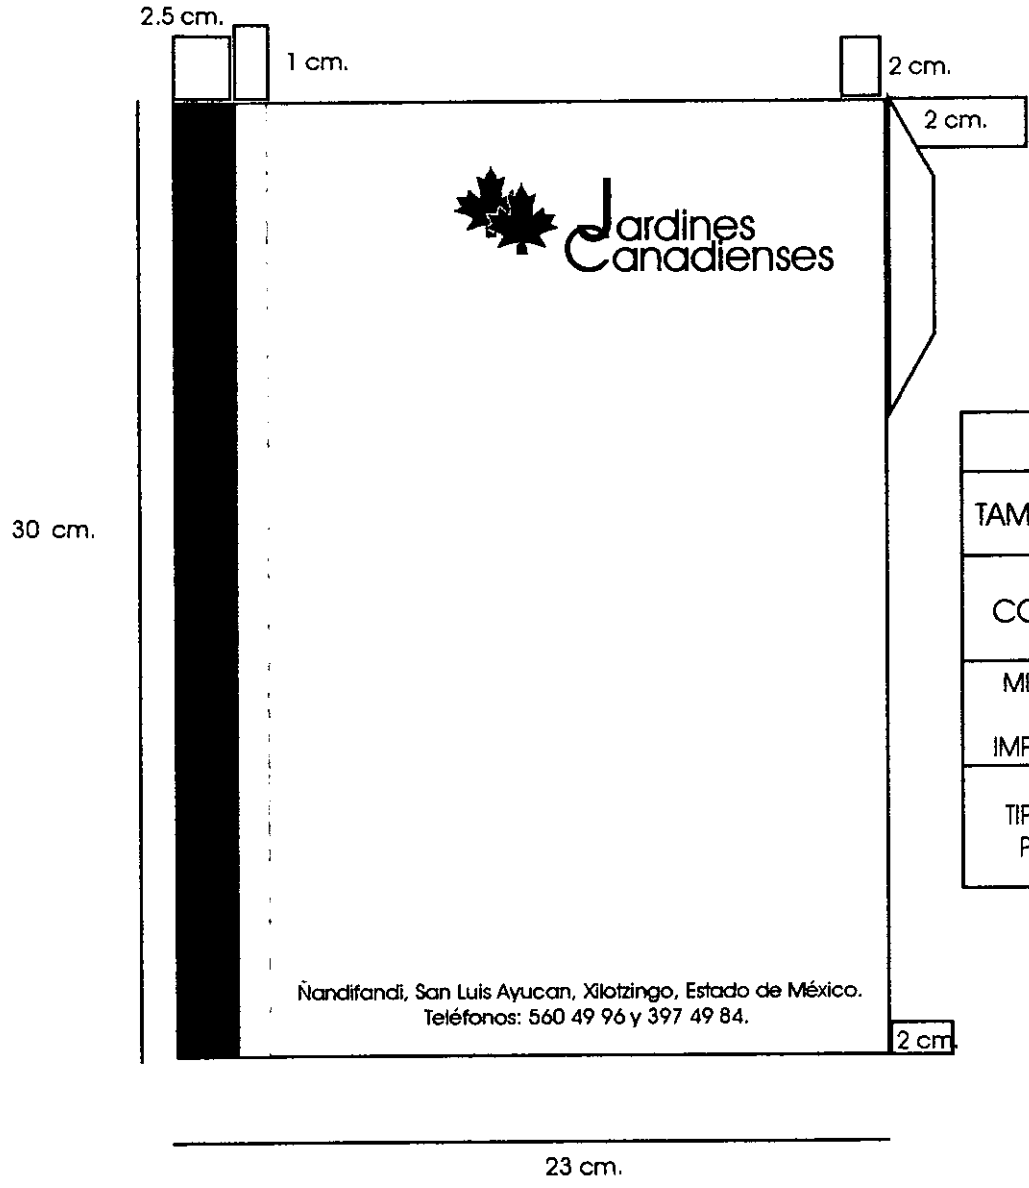 2.5 cm.
1 cm.
2 cm.
2 cm.
Jardines
Canadienses
30 cm.
TAM
CO
IMP
TIP
P
Ñandifandi, San Luis Ayucan, Xilotzingo, Estado de México.
Teléfonos: 560 49 96 y 397 49 84.
2 cm.
23 cm.